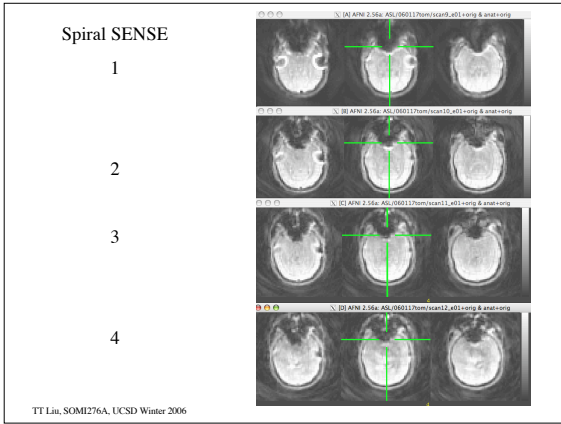 Spiral SENSE
[A] AFNI 2.56a: ASL/060117tom/scan9_e01+orig & anat+orig
1
[B] AFNI 2.56a: ASL/060117tom/scan10_e01+orig & anat+orig
2
[C] AFNI 2.56a: ASL/060117tom/scan11_e01+orig & anat+orig
3
[D] AFNI 2.56a: ASL/060117tom/scan12_e01+orig & anat+orig
4
TT Liu, SOMI276A, UCSD Winter 2006